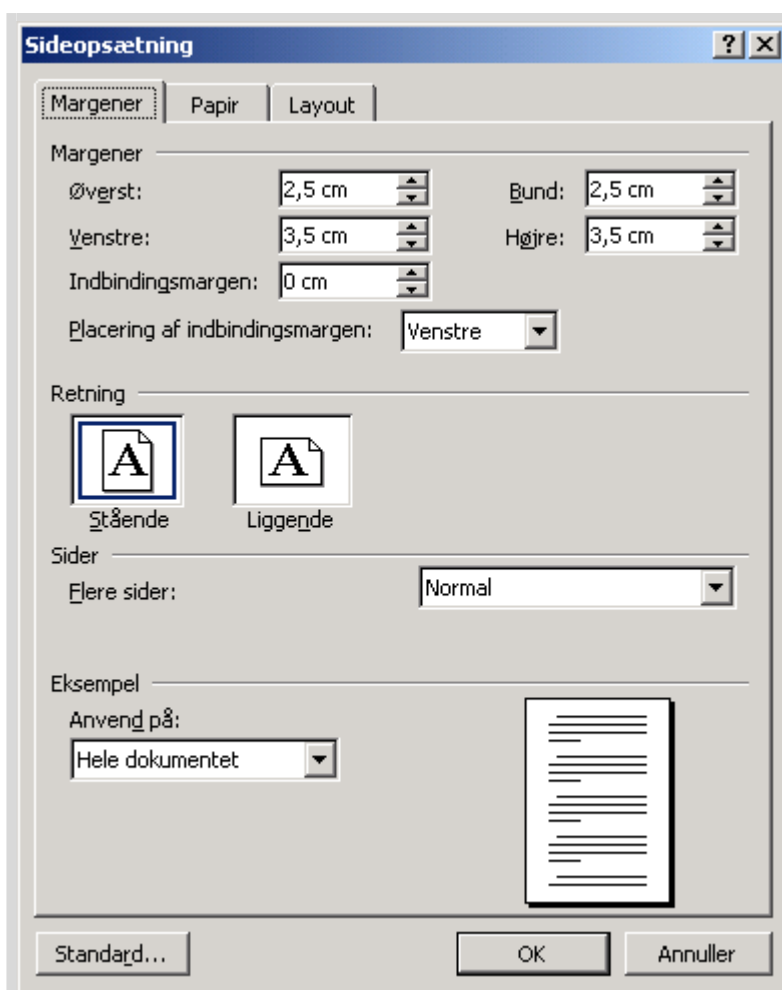 Sideopsætning
Margener Papir Layout
Margener
Øverst: 2,5 cm Bund: 2,5 cm
Venstre: 3,5 cm Højre: 3,5 cm
Indbindingsmargen: 0 cm
Placering af indbindingsmargen: Venstre
Retning
A A
Stående Liggende
Sider
Flere sider: Normal
Eksempel
Anvend på:
Hele dokumentet
Standard... OK Annuller